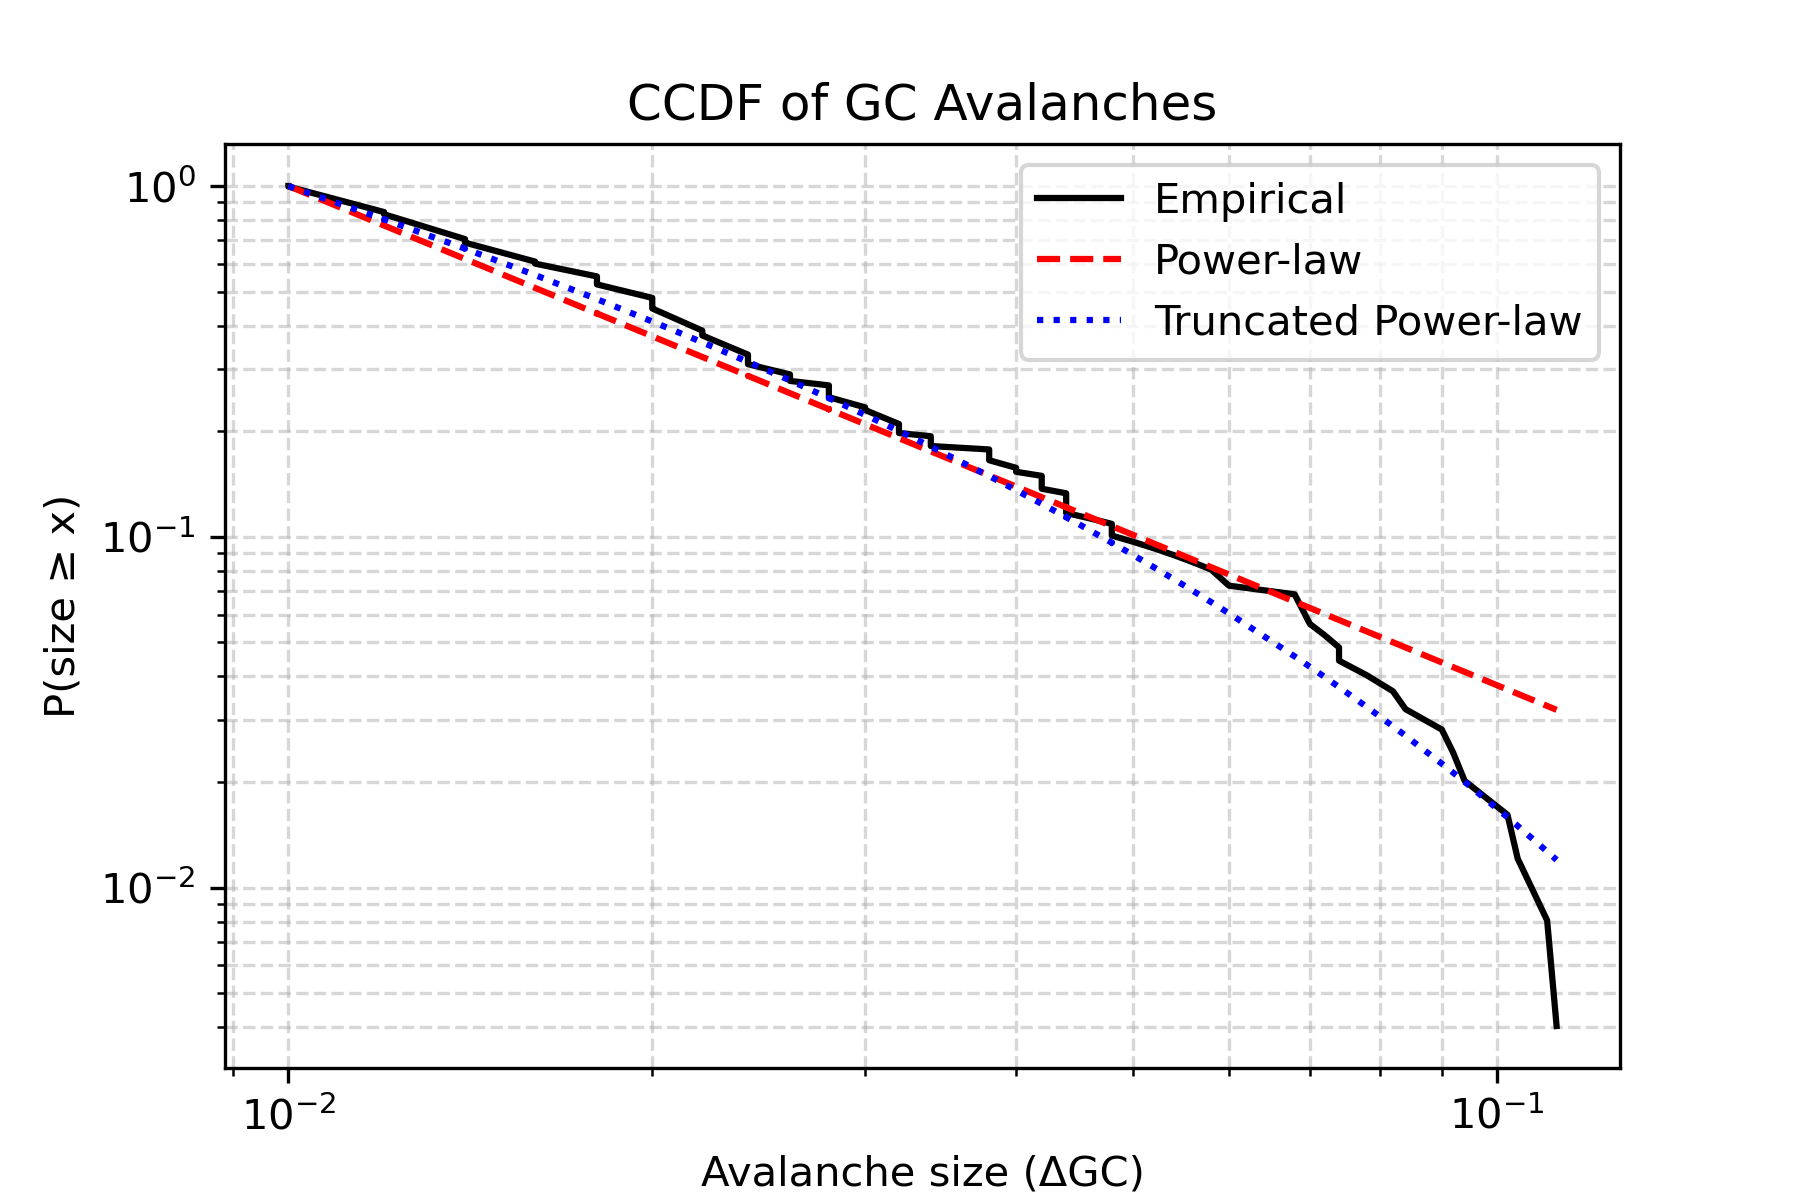 CCDF of GC Avalanches
10⁰
10⁻¹
10⁻²
P(size ≥ x)
Empirical
Power-law
Truncated Power-law
10⁻²
10⁻¹
Avalanche size (ΔGC)